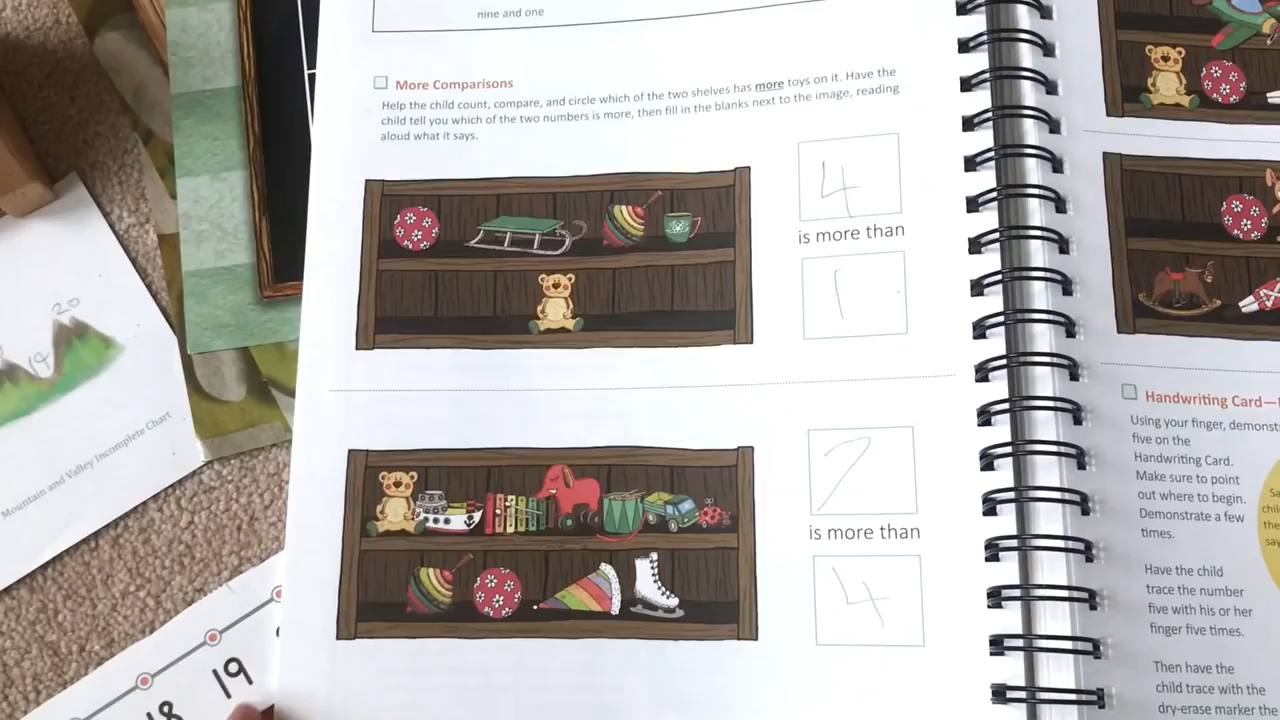 nine and one
More Comparisons
Help the child count, compare, and circle which of the two shelves has more toys on it. Have the
child tell you which of the two numbers is more, then fill in the blanks next to the image, reading
aloud what it says.
4
is more than
1
7
is more than
4
20
19
Mountain and Valley Incomplete Chart
18
19
Handwriting Card—
Using your finger, demonst
five on the
Handwriting Card.
Make sure to point
out where to begin.
Demonstrate a few
times.
Have the child
trace the number
five with his or her
finger five times.
Then have the
child trace with the
dry-erase marker the